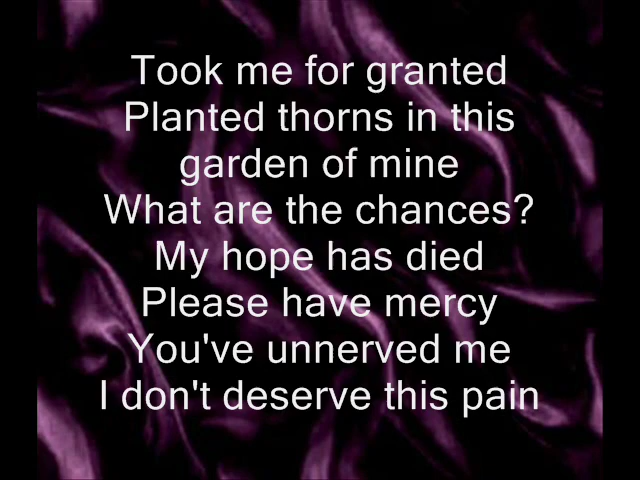 Took me for granted
Planted thorns in this
garden of mine
What are the chances?
My hope has died
Please have mercy
You've unnerved me
I don't deserve this pain